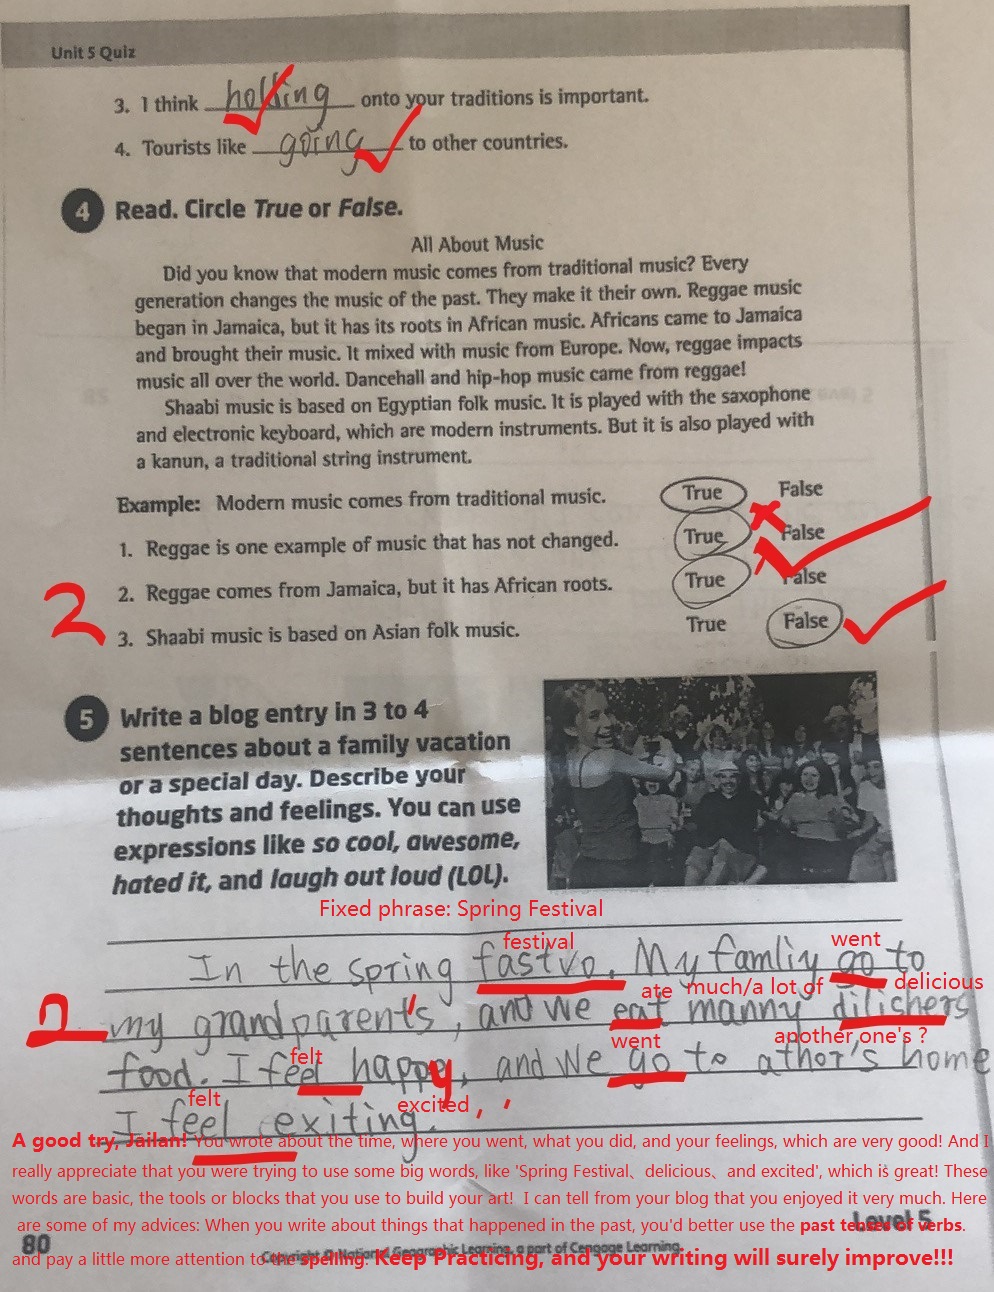 Unit 5 Quiz
3. I think holding onto your traditions is important.
4. Tourists like going to other countries.
4 Read. Circle True or False.
All About Music
Did you know that modern music comes from traditional music? Every
generation changes the music of the past. They make it their own. Reggae music
began in Jamaica, but it has its roots in African music. Africans came to Jamaica
and brought their music. It mixed with music from Europe. Now, reggae impacts
music all over the world. Dancehall and hip-hop music came from reggae!
Shaabi music is based on Egyptian folk music. It is played with the saxophone
and electronic keyboard, which are modern instruments. But it is also played with
a kanun, a traditional string instrument.
Example: Modern music comes from traditional music. True False
1. Reggae is one example of music that has not changed. True False
2. Reggae comes from Jamaica, but it has African roots. True False
2
3. Shaabi music is based on Asian folk music. True False
5 Write a blog entry in 3 to 4
sentences about a family vacation
or a special day. Describe your
thoughts and feelings. You can use
expressions like so cool, awesome,
hated it, and laugh out loud (LOL).
Fixed phrase: Spring Festival
festival went
In the spring fastvo. My famliy go to
ate much/a lot of delicious
2 my grandparent's, and we eat manny dilishers
felt went another one's ?
food. I feel happy, and we go to athor's home
felt excited
I feel exiting.
A good try, Jailan! You wrote about the time, where you went, what you did, and your feelings, which are very good! And I
really appreciate that you were trying to use some big words, like 'Spring Festival、delicious、and excited', which is great! These
words are basic, the tools or blocks that you use to build your art! I can tell from your blog that you enjoyed it very much. Here
are some of my advices: When you write about things that happened in the past, you'd better use the past tenses of verbs.
Level 5
and pay a little more attention to the spelling. Keep Practicing, and your writing will surely improve!!!
80
Copyright © National Geographic Learning, a part of Cengage Learning.